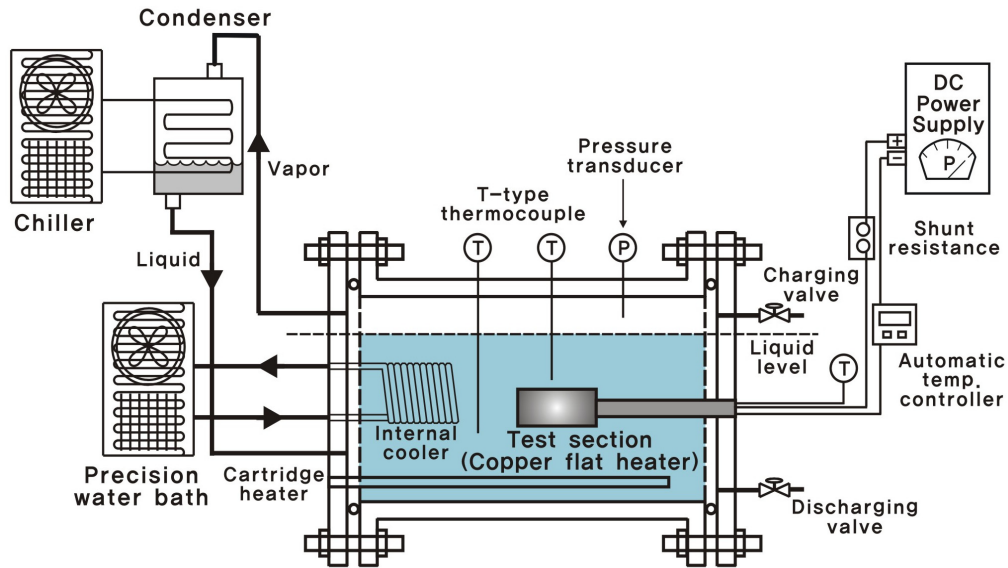 Condenser
DC
Power
Supply
P
+
−
Vapor
Chiller
Pressure
transducer
T-type
thermocouple
T
T
P
Shunt
resistance
Liquid
Charging
valve
Liquid
level
T
Automatic
temp.
controller
Internal
cooler
Test section
(Copper flat heater)
Precision
water bath
Cartridge
heater
Discharging
valve